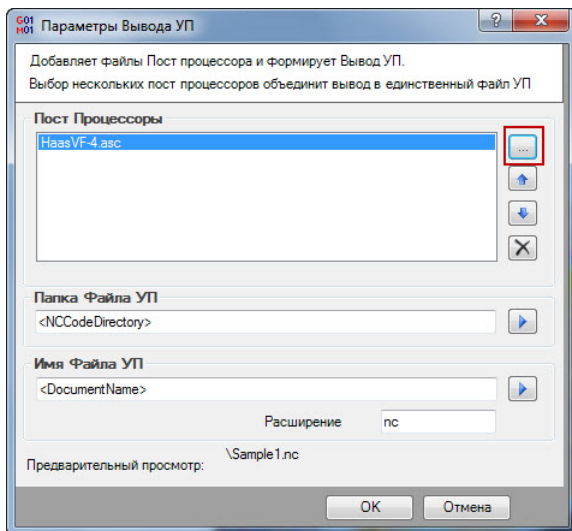 G01
M01
Параметры Вывода УП
?
X
Добавляет файлы Пост процессора и формирует Вывод УП.
Выбор нескольких пост процессоров объединит вывод в единственный файл УП
Пост Процессоры
HaasVF-4.asc
...
Папка Файла УП
<NCCodeDirectory>
Имя Файла УП
<DocumentName>
Расширение nc
Предварительный просмотр: \Sample1.nc
OK Отмена